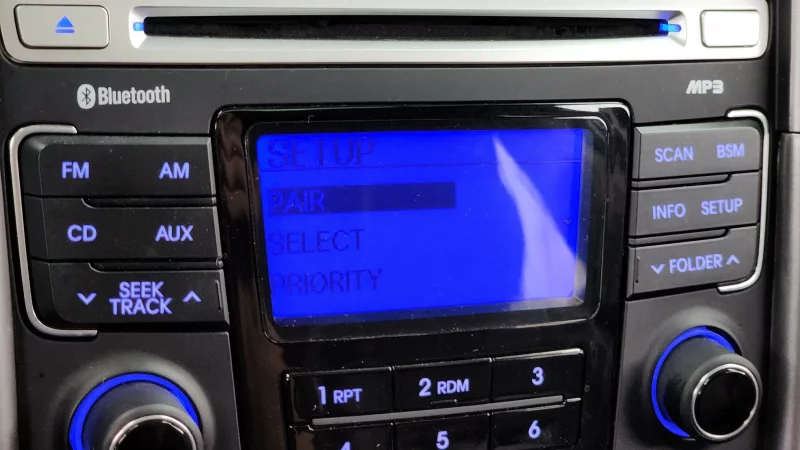 Bluetooth
MP3
FM AM
CD AUX
SEEK
TRACK
SETUP
PAIR
SELECT
PRIORITY
SCAN BSM
INFO SETUP
FOLDER
1 RPT 2 RDM 3
4 5 6